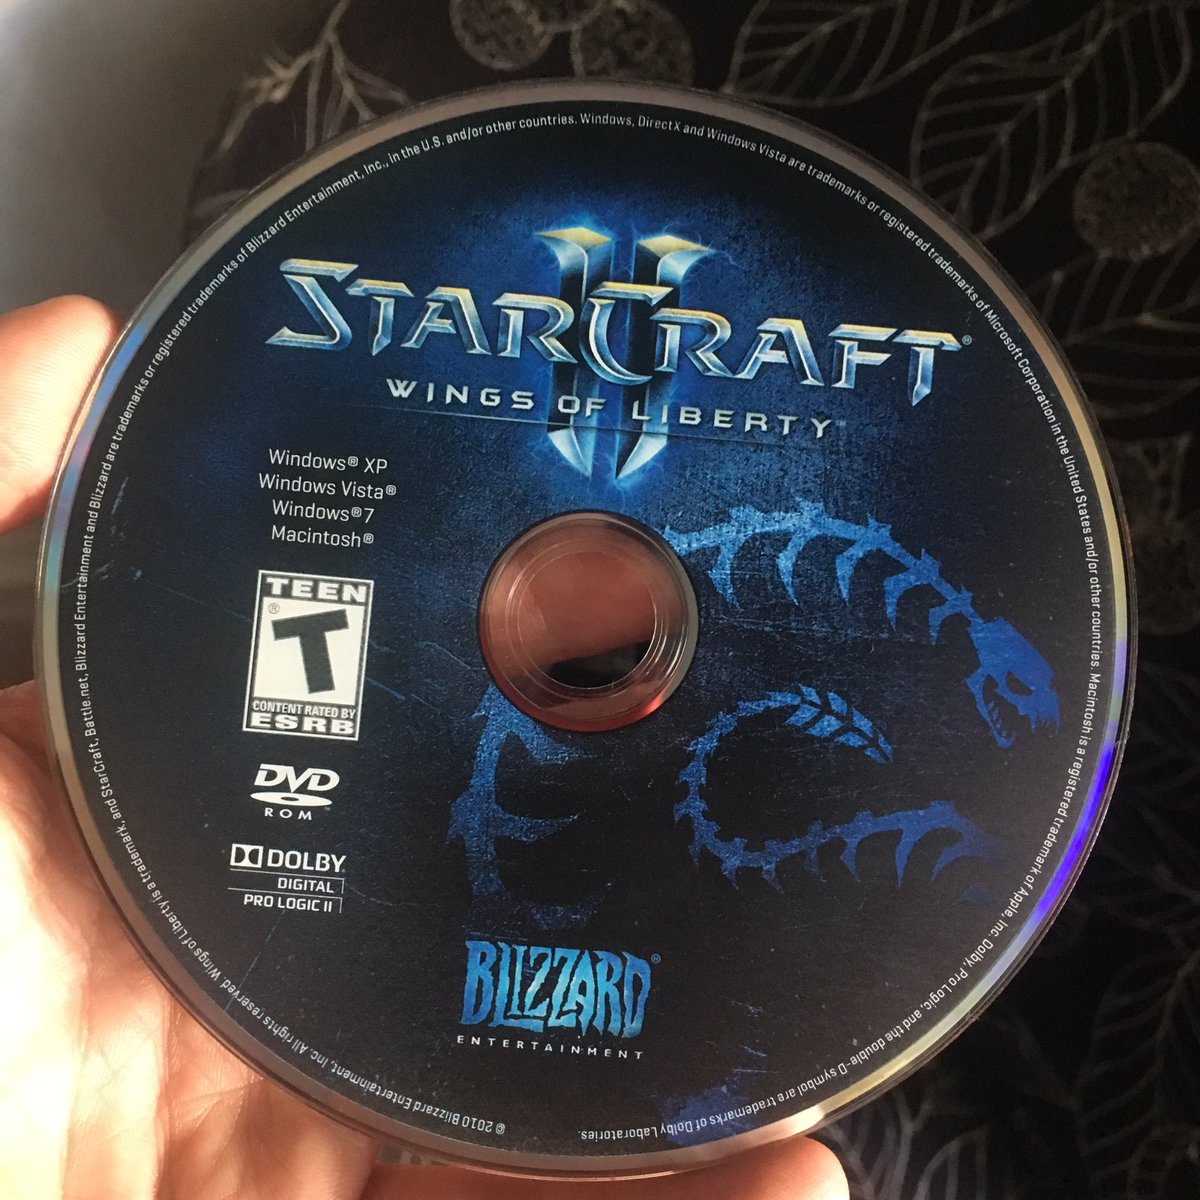 STARCRAFT®
II
WINGS OF LIBERTY™
Windows® XP
Windows Vista®
Windows®7
Macintosh®
TEEN
T®
CONTENT RATED BY
ESRB
DVD
ROM™
DOLBY
DIGITAL
PRO LOGIC II
BLIZZARD®
ENTERTAINMENT
©2010 Blizzard Entertainment, Inc. All rights reserved. Wings of Liberty is a trademark, and StarCraft, Battle.net, Blizzard Entertainment and Blizzard are trademarks or registered trademarks of Blizzard Entertainment, Inc., in the U.S. and/or other countries. Windows, DirectX and Windows Vista are trademarks or registered trademarks of Microsoft Corporation in the United States and/or other countries. Macintosh is a registered trademark of Apple, Inc. Dolby, Pro Logic, and the double-D symbol are trademarks of Dolby Laboratories.